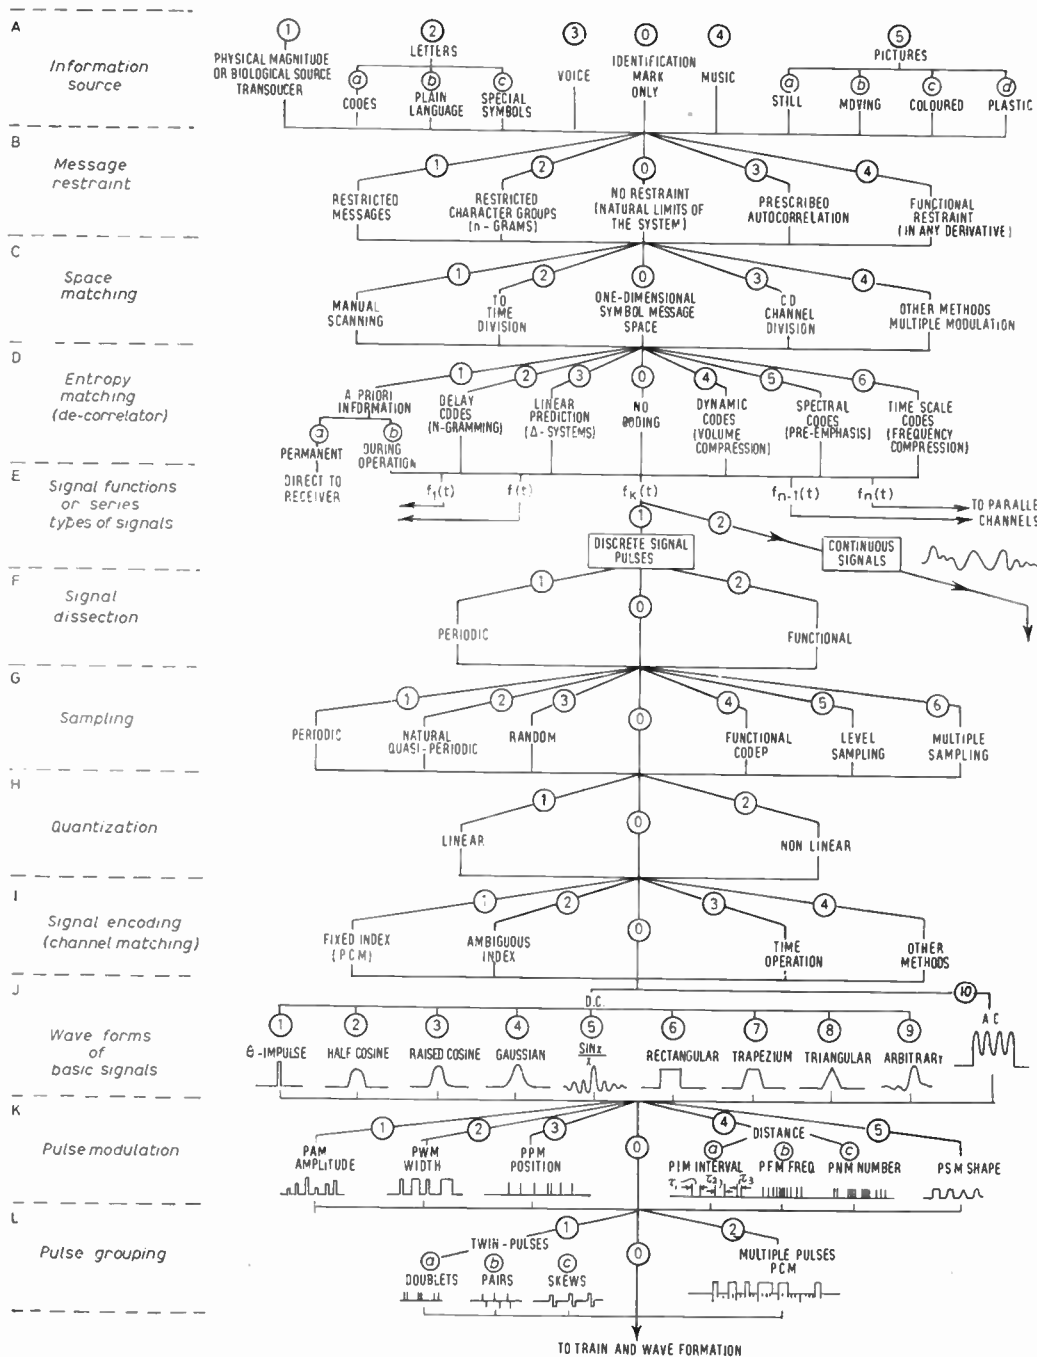 A
Information
source
1
PHYSICAL MAGNITUDE
OR BIOLOGICAL SOURCE
TRANSDUCER
2
LETTERS
a
CODES
b
PLAIN
LANGUAGE
c
SPECIAL
SYMBOLS
3
VOICE
0
IDENTIFICATION
MARK
ONLY
4
MUSIC
5
PICTURES
a
STILL
b
MOVING
c
COLOURED
d
PLASTIC
B
Message
restraint
1
RESTRICTED
MESSAGES
2
RESTRICTED
CHARACTER GROUPS
(n-GRAMS)
0
NO RESTRAINT
(NATURAL LIMITS OF
THE SYSTEM)
3
PRESCRIBED
AUTOCORRELATION
4
FUNCTIONAL
RESTRAINT
(IN ANY DERIVATIVE)
C
Space
matching
1
MANUAL
SCANNING
2
TD
TIME
DIVISION
0
ONE-DIMENSIONAL
SYMBOL MESSAGE
SPACE
3
CD
CHANNEL
DIVISION
4
OTHER METHODS
MULTIPLE MODULATION
D
Entropy
matching
(de-correlator)
1
A PRIORI
INFORMATION
a
PERMANENT
b
DURING
OPERATION
2
DELAY
CODES
(N-GRAMMING)
3
LINEAR
PREDICTION
(Δ-SYSTEMS)
0
NO
CODING
4
DYNAMIC
CODES
(VOLUME
COMPRESSION)
5
SPECTRAL
CODES
(PRE-EMPHASIS)
6
TIME SCALE
CODES
(FREQUENCY
COMPRESSION)
E
Signal functions
or series
types of signals
DIRECT TO
RECEIVER
f1(t)
f(t)
fK(t)
fn-1(t)
fn(t)
TO PARALLE
CHANNELS
1
DISCRETE SIGNAL
PULSES
2
CONTINUOUS
SIGNALS
F
Signal
dissection
1
PERIODIC
0
2
FUNCTIONAL
G
Sampling
1
PERIODIC
2
NATURAL
QUASI-PERIODIC
3
RANDOM
0
4
FUNCTIONAL
CODEP
5
LEVEL
SAMPLING
6
MULTIPLE
SAMPLING
H
Quantization
1
LINEAR
0
2
NON LINEAR
I
Signal encoding
(channel matching)
1
FIXED INDEX
(PCM)
2
AMBIGUOUS
INDEX
0
3
TIME
OPERATION
4
OTHER
METHODS
J
Wave forms
of
basic signals
D.C.
1
θ-IMPULSE
2
HALF COSINE
3
RAISED COSINE
4
GAUSSIAN
5
SINx
x
6
RECTANGULAR
7
TRAPEZIUM
8
TRIANGULAR
9
ARBITRARY
10
A C
K
Pulse modulation
1
PAM
AMPLITUDE
2
PWM
WIDTH
3
PPM
POSITION
0
4
DISTANCE
a
PIM INTERVAL
τ1 τ2 τ3
b
PFM FREQ
c
PNM NUMBER
5
PSM SHAPE
L
Pulse grouping
1
TWIN-PULSES
a
DOUBLETS
b
PAIRS
c
SKEWS
0
2
MULTIPLE PULSES
PCM
TO TRAIN AND WAVE FORMATION